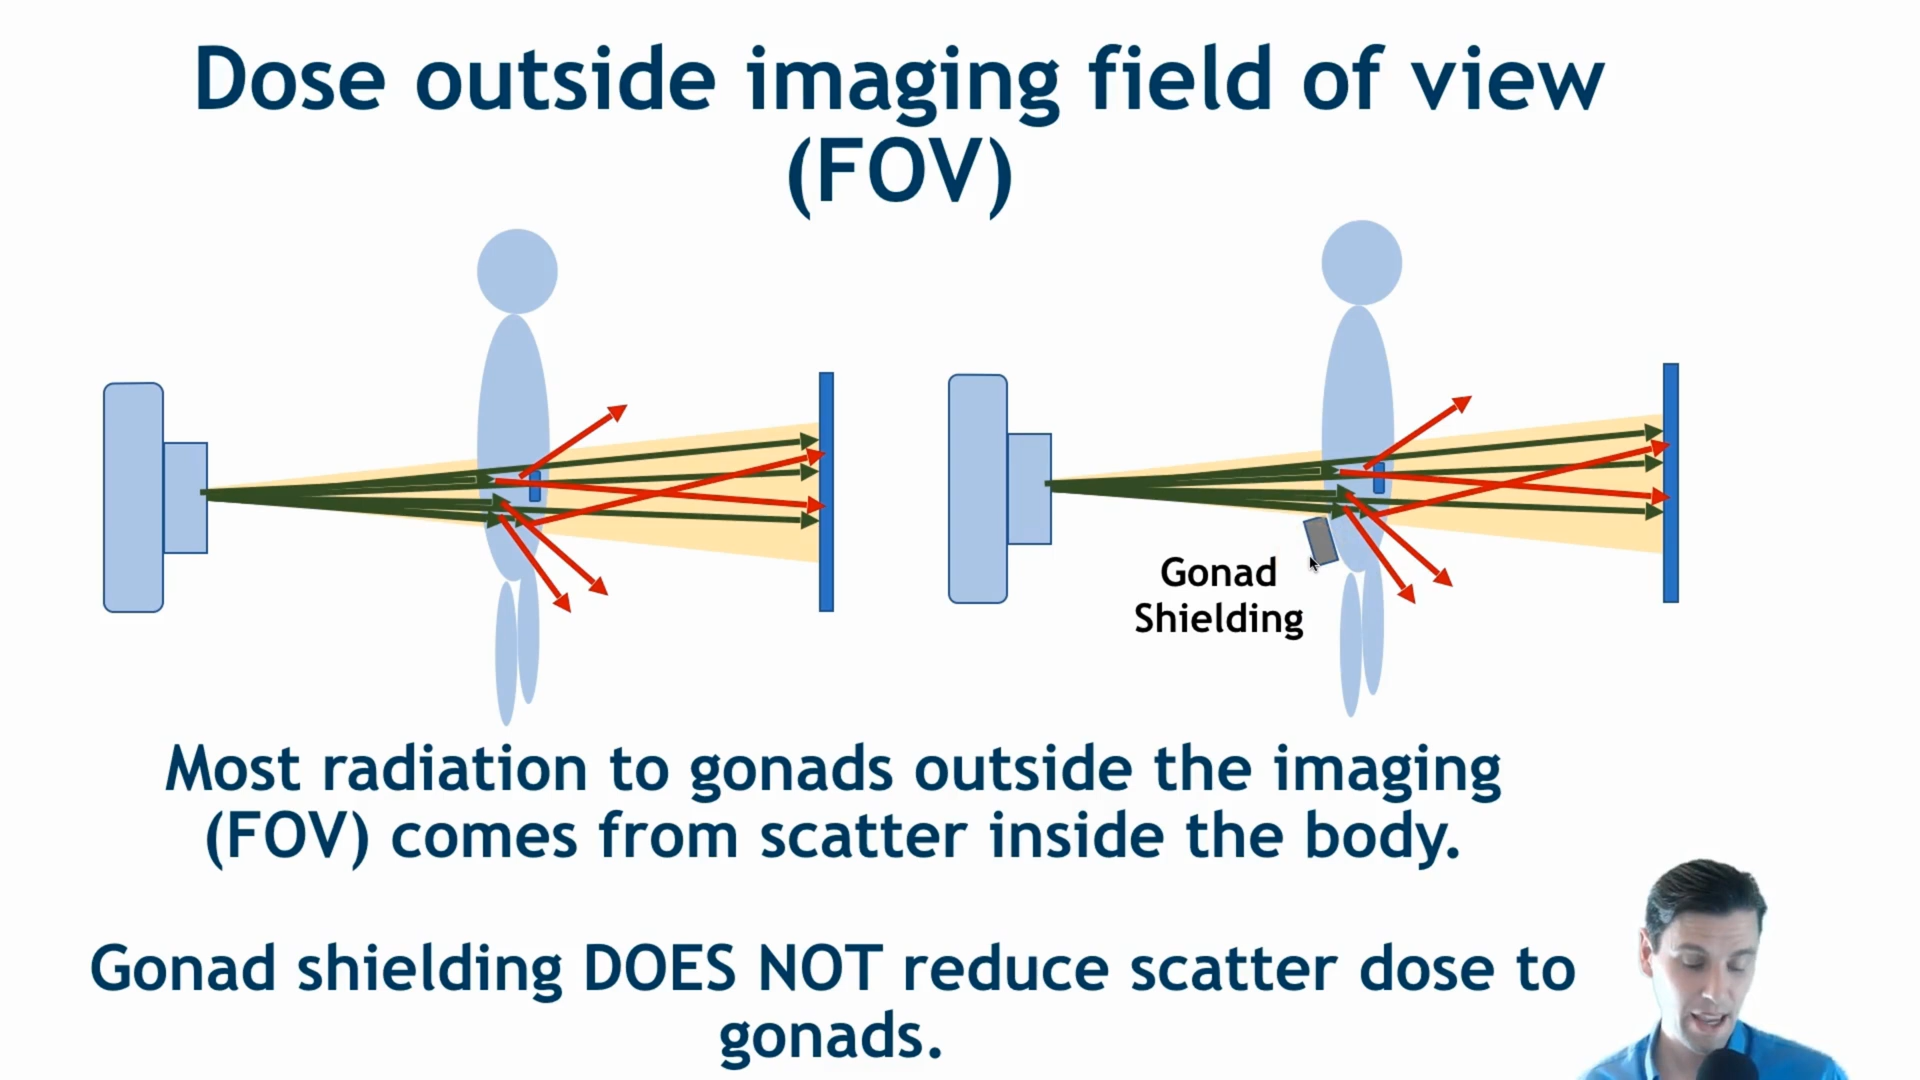 Dose outside imaging field of view
(FOV)
Gonad
Shielding
Most radiation to gonads outside the imaging
(FOV) comes from scatter inside the body.
Gonad shielding DOES NOT reduce scatter dose to
gonads.